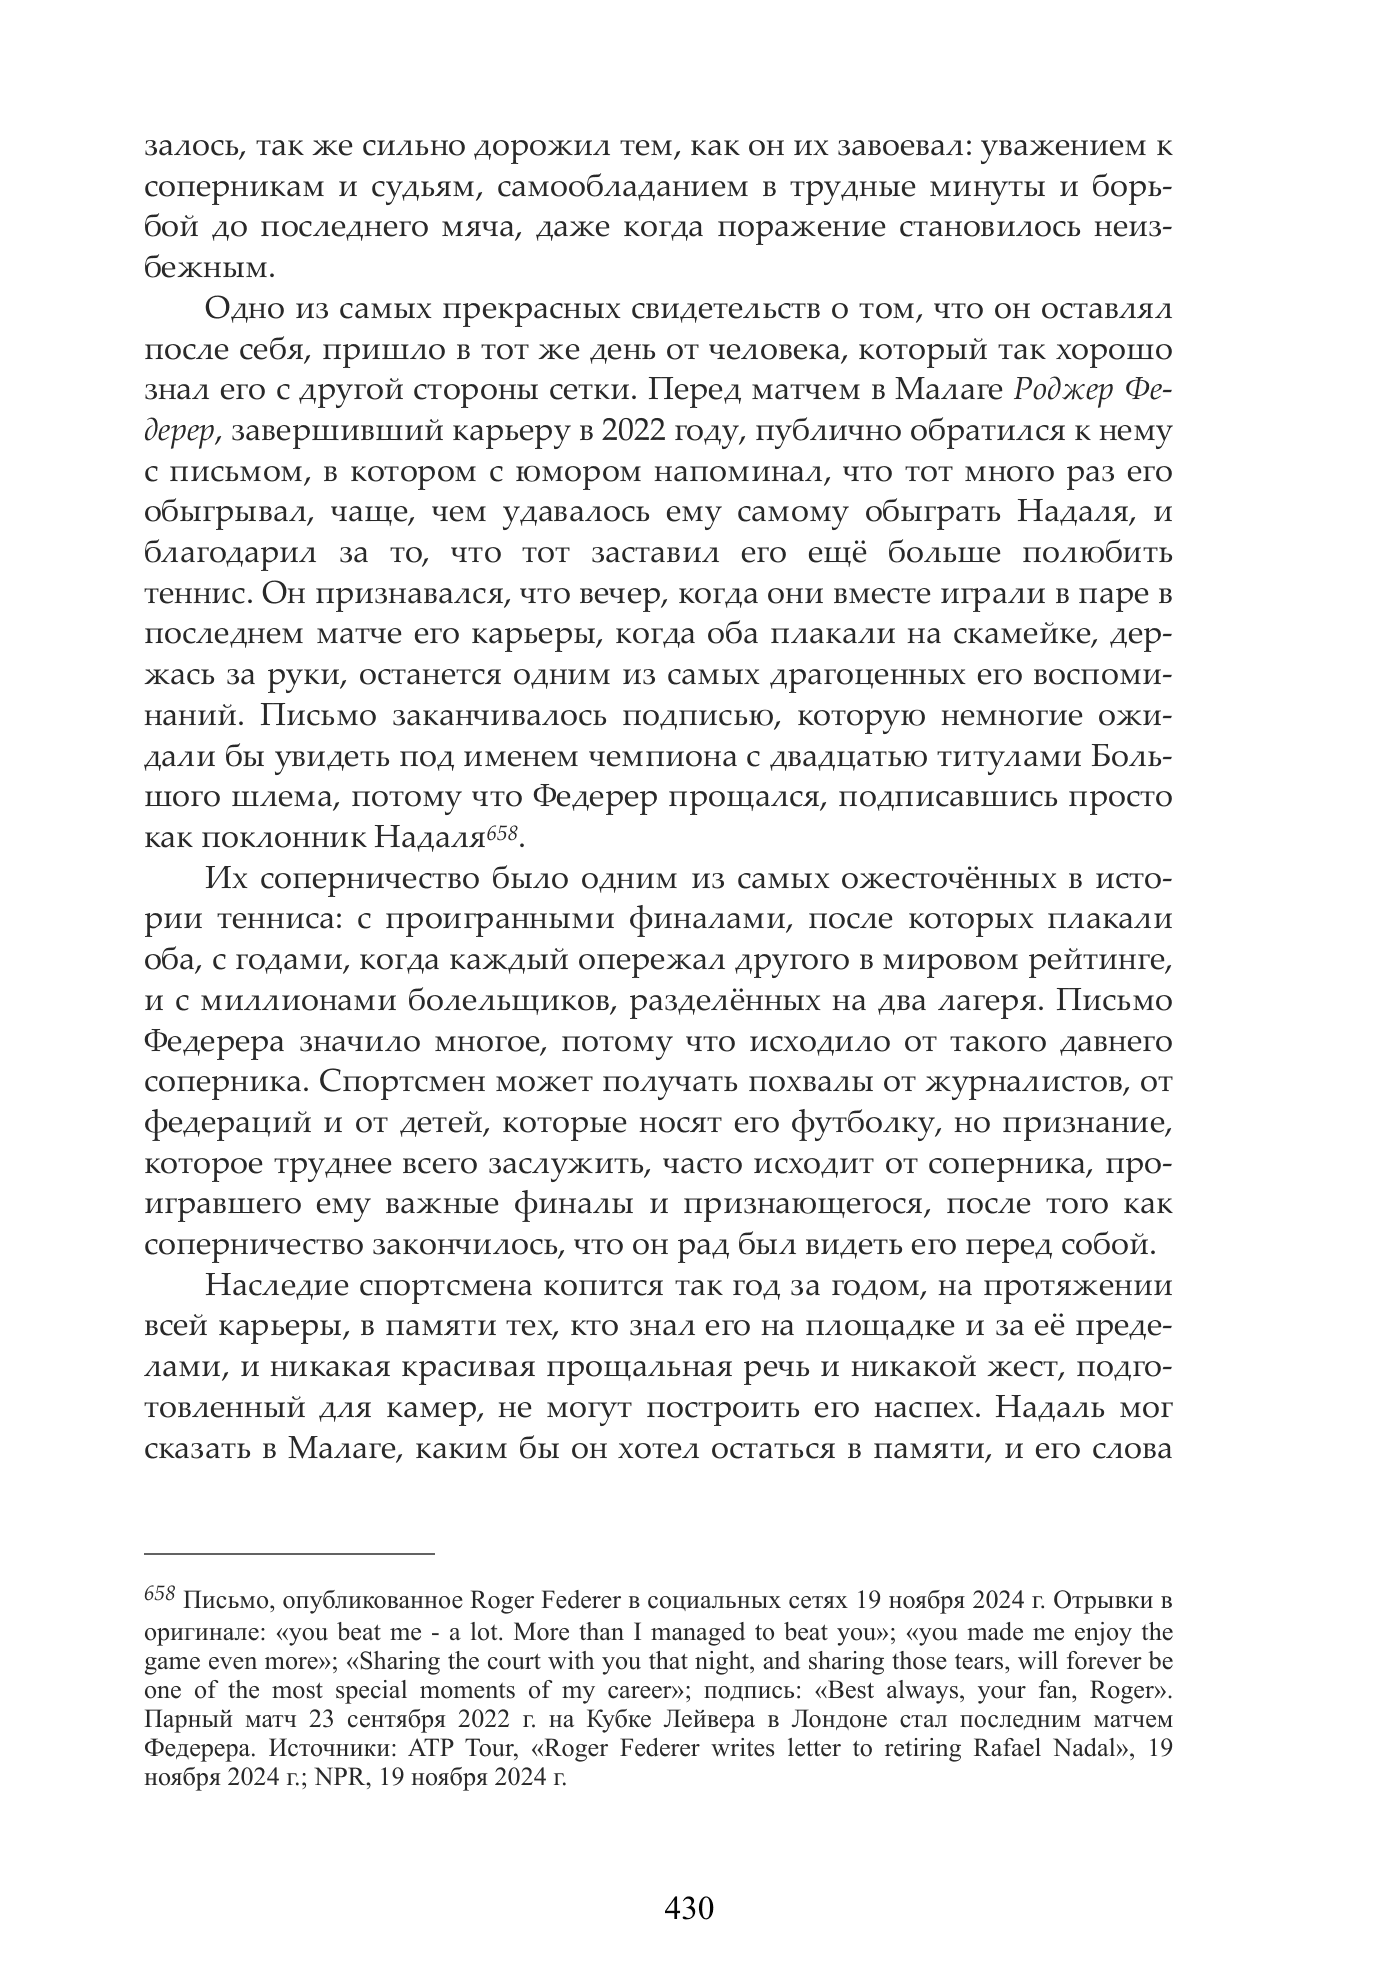 залось, так же сильно дорожил тем, как он их завоевал: уважением к
соперникам и судьям, самообладанием в трудные минуты и борь-
бой до последнего мяча, даже когда поражение становилось неиз-
бежным.
Одно из самых прекрасных свидетельств о том, что он оставлял
после себя, пришло в тот же день от человека, который так хорошо
знал его с другой стороны сетки. Перед матчем в Малаге Роджер Фе-
дерер, завершивший карьеру в 2022 году, публично обратился к нему
с письмом, в котором с юмором напоминал, что тот много раз его
обыгрывал, чаще, чем удавалось ему самому обыграть Надаля, и
благодарил за то, что тот заставил его ещё больше полюбить
теннис. Он признавался, что вечер, когда они вместе играли в паре в
последнем матче его карьеры, когда оба плакали на скамейке, дер-
жась за руки, останется одним из самых драгоценных его воспоми-
наний. Письмо заканчивалось подписью, которую немногие ожи-
дали бы увидеть под именем чемпиона с двадцатью титулами Боль-
шого шлема, потому что Федерер прощался, подписавшись просто
как поклонник Надаля658.
Их соперничество было одним из самых ожесточённых в исто-
рии тенниса: с проигранными финалами, после которых плакали
оба, с годами, когда каждый опережал другого в мировом рейтинге,
и с миллионами болельщиков, разделённых на два лагеря. Письмо
Федерера значило многое, потому что исходило от такого давнего
соперника. Спортсмен может получать похвалы от журналистов, от
федераций и от детей, которые носят его футболку, но признание,
которое труднее всего заслужить, часто исходит от соперника, про-
игравшего ему важные финалы и признающегося, после того как
соперничество закончилось, что он рад был видеть его перед собой.
Наследие спортсмена копится так год за годом, на протяжении
всей карьеры, в памяти тех, кто знал его на площадке и за её преде-
лами, и никакая красивая прощальная речь и никакой жест, подго-
товленный для камер, не могут построить его наспех. Надаль мог
сказать в Малаге, каким бы он хотел остаться в памяти, и его слова
658 Письмо, опубликованное Roger Federer в социальных сетях 19 ноября 2024 г. Отрывки в
оригинале: «you beat me - a lot. More than I managed to beat you»; «you made me enjoy the
game even more»; «Sharing the court with you that night, and sharing those tears, will forever be
one of the most special moments of my career»; подпись: «Best always, your fan, Roger».
Парный матч 23 сентября 2022 г. на Кубке Лейвера в Лондоне стал последним матчем
Федерера. Источники: ATP Tour, «Roger Federer writes letter to retiring Rafael Nadal», 19
ноября 2024 г.; NPR, 19 ноября 2024 г.
430